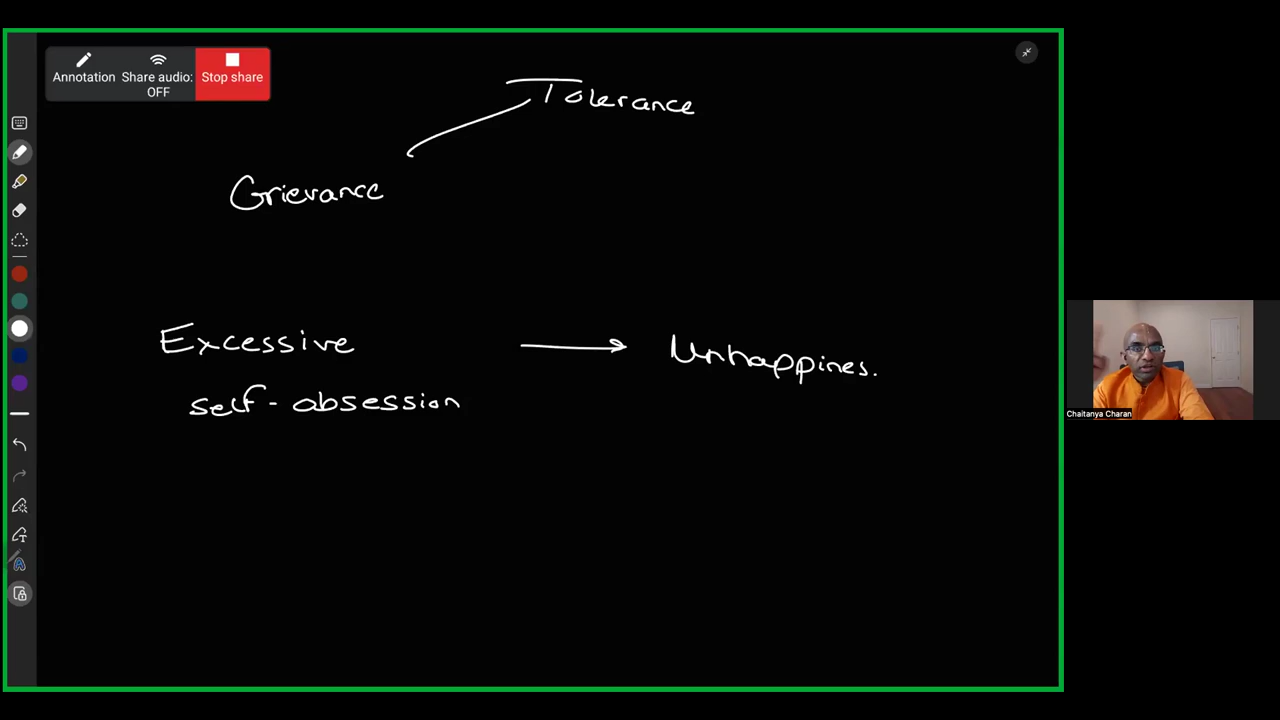 Annotation
Share audio:
OFF
Stop share
Tolerance
Grievance
Excessive
Unhappines.
self-obsession
Chaitanya Charan